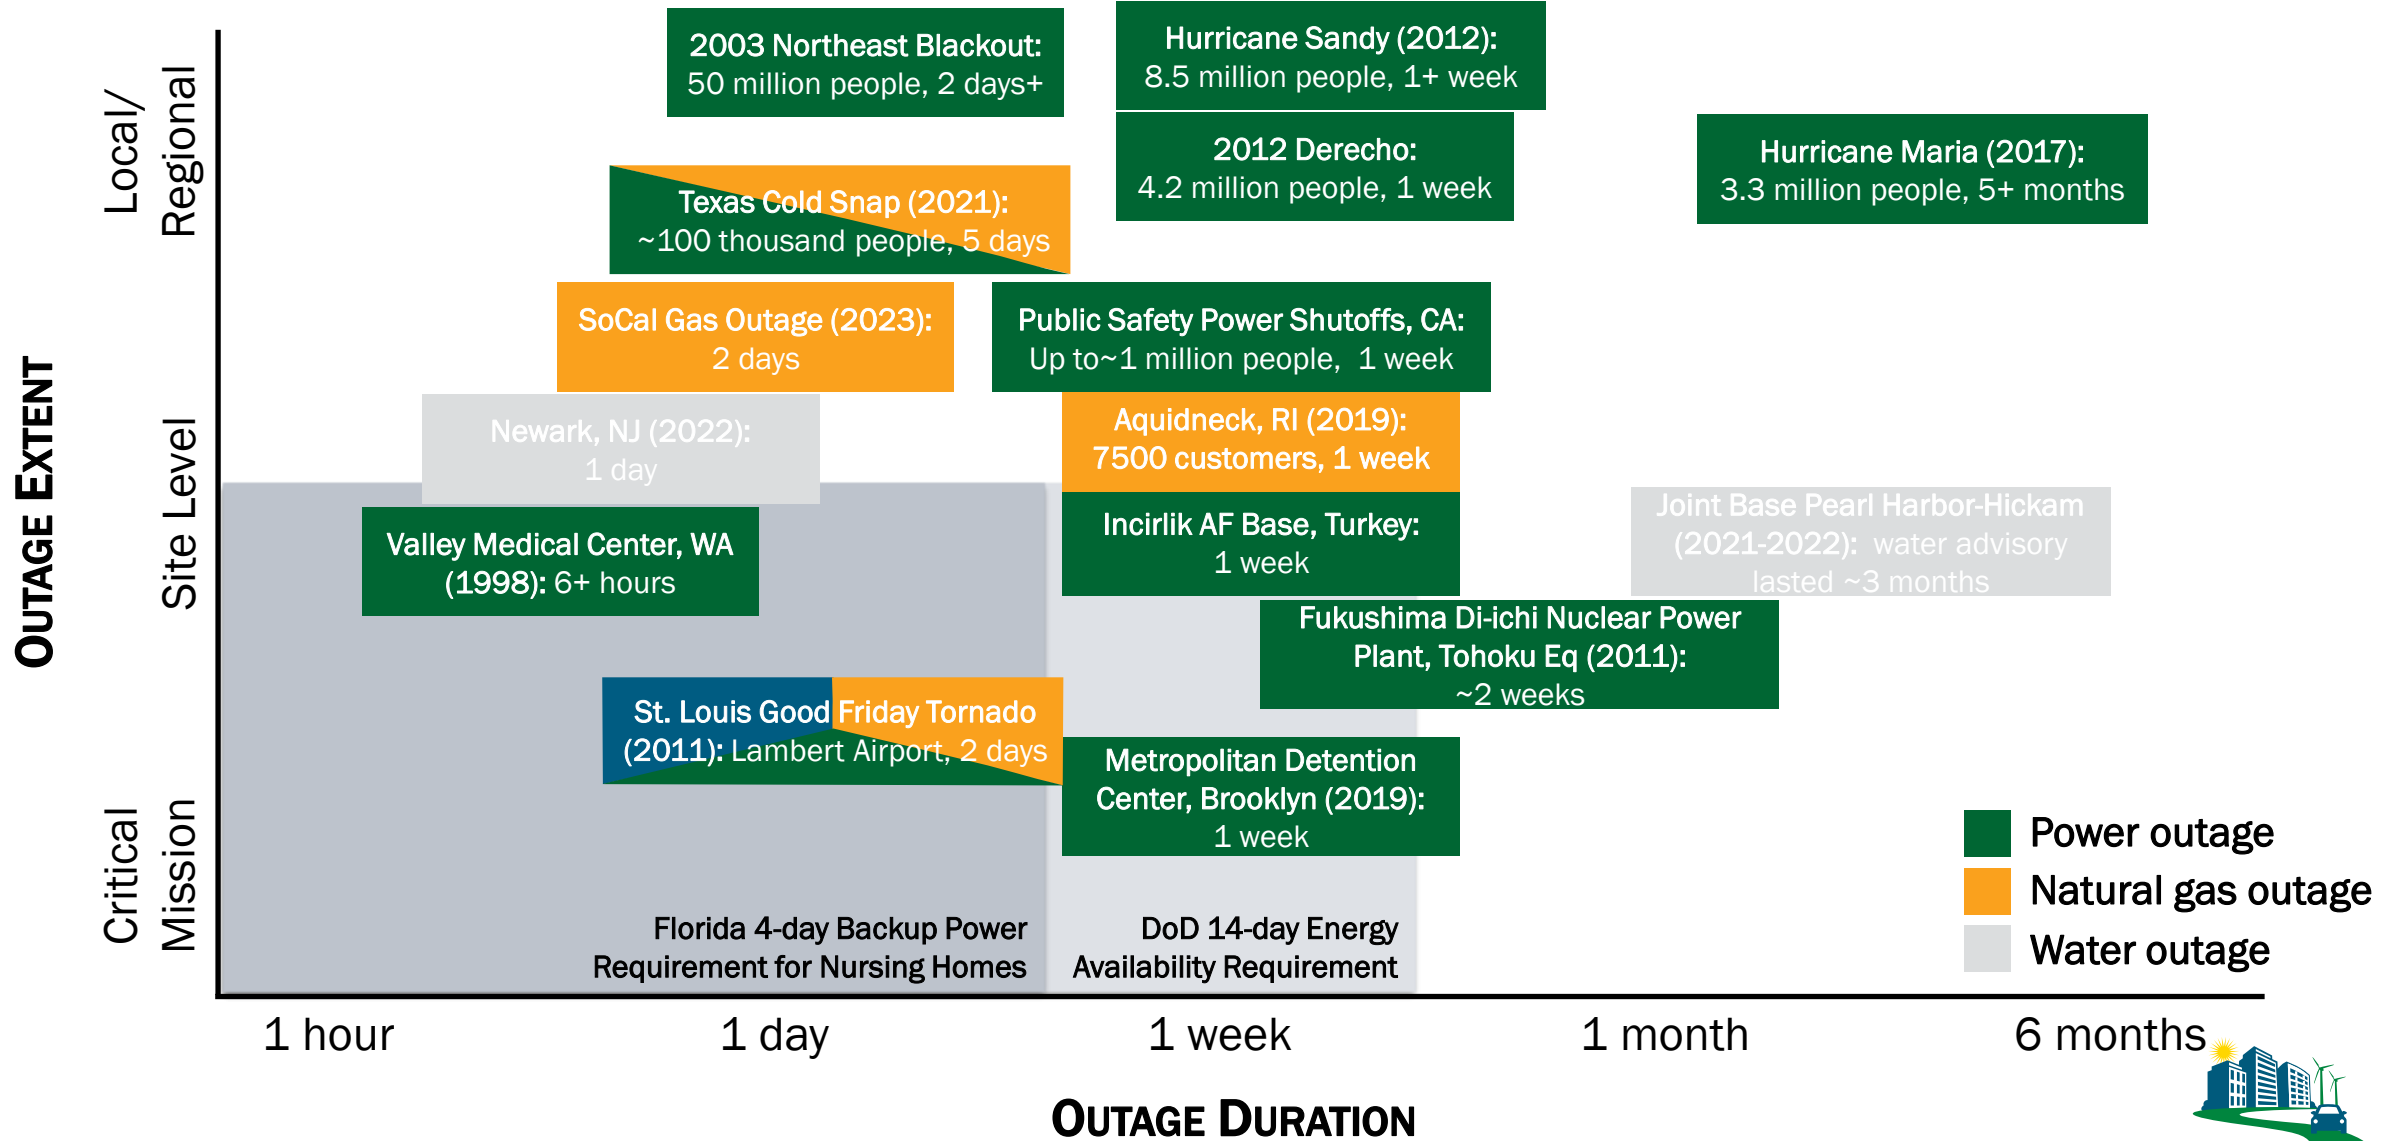 2003 Northeast Blackout:
50 million people, 2 days+
Hurricane Sandy (2012):
8.5 million people, 1+ week
2012 Derecho:
4.2 million people, 1 week
Hurricane Maria (2017):
3.3 million people, 5+ months
Texas Cold Snap (2021):
~100 thousand people, 5 days
SoCal Gas Outage (2023):
2 days
Public Safety Power Shutoffs, CA:
Up to~1 million people,  1 week
Newark, NJ (2022):
1 day
Aquidneck, RI (2019):
7500 customers, 1 week
Valley Medical Center, WA
(1998): 6+ hours
Incirlik AF Base, Turkey:
1 week
Joint Base Pearl Harbor-Hickam
(2021-2022):  water advisory
lasted ~3 months
Fukushima Di-ichi Nuclear Power
Plant, Tohoku Eq (2011):
~2 weeks
St. Louis Good Friday Tornado
(2011): Lambert Airport, 2 days
Metropolitan Detention
Center, Brooklyn (2019):
1 week
Florida 4-day Backup Power
Requirement for Nursing Homes
DoD 14-day Energy
Availability Requirement
Power outage
Natural gas outage
Water outage
OUTAGE EXTENT
Local/
Regional
Site Level
Critical
Mission
1 hour
1 day
1 week
1 month
6 months
OUTAGE DURATION